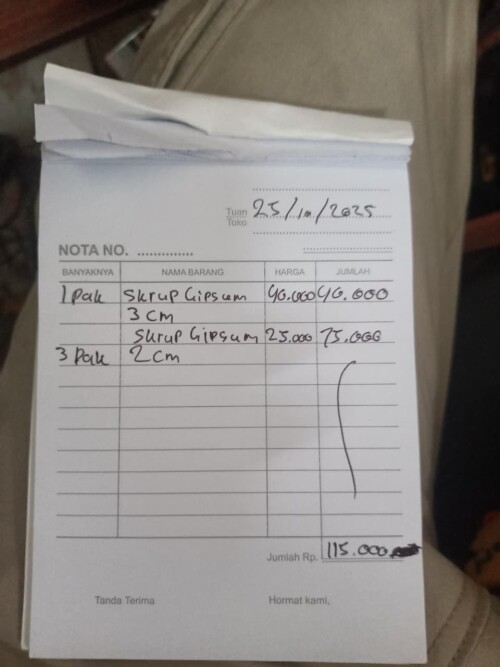 Tuan
Toko
25/10/2025
NOTA NO. ..............
BANYAKNYA NAMA BARANG HARGA JUMLAH
1 Pak Skrup Gipsum 40.000 40.000
3 cm
Skrup Gipsum 25.000 75.000
3 Pak 2 cm
Jumlah Rp. 115.000
Tanda Terima Hormat kami,